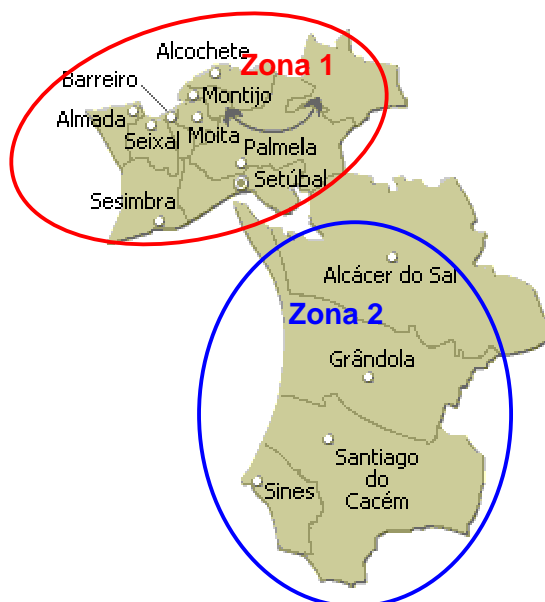 Alcochete
Zona 1
Barreiro
Montijo
Almada
Seixal
Moita
Palmela
Setúbal
Sesimbra
Alcácer do Sal
Zona 2
Grândola
Santiago
do
Cacém
Sines